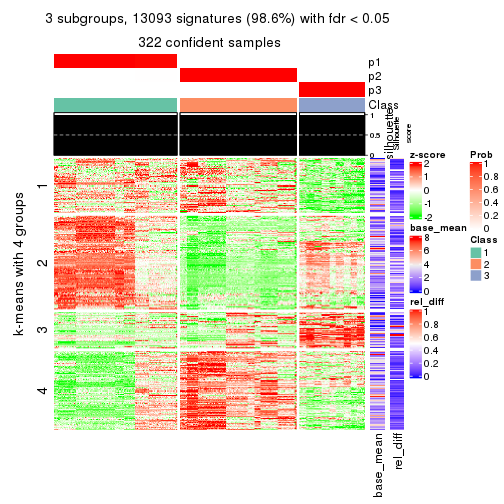 3 subgroups, 13093 signatures (98.6%) with fdr < 0.05
322 confident samples
p1
p2
p3
Class
silhouette
1
0.5
0
Silhouette
score
k-means with 4 groups
1
2
3
4
base_mean
rel_diff
z-score
2
1
0
-1
-2
base_mean
8
6
4
2
0
rel_diff
1
0.8
0.6
0.4
0.2
0
Prob
1
0.8
0.6
0.4
0.2
0
Class
1
2
3